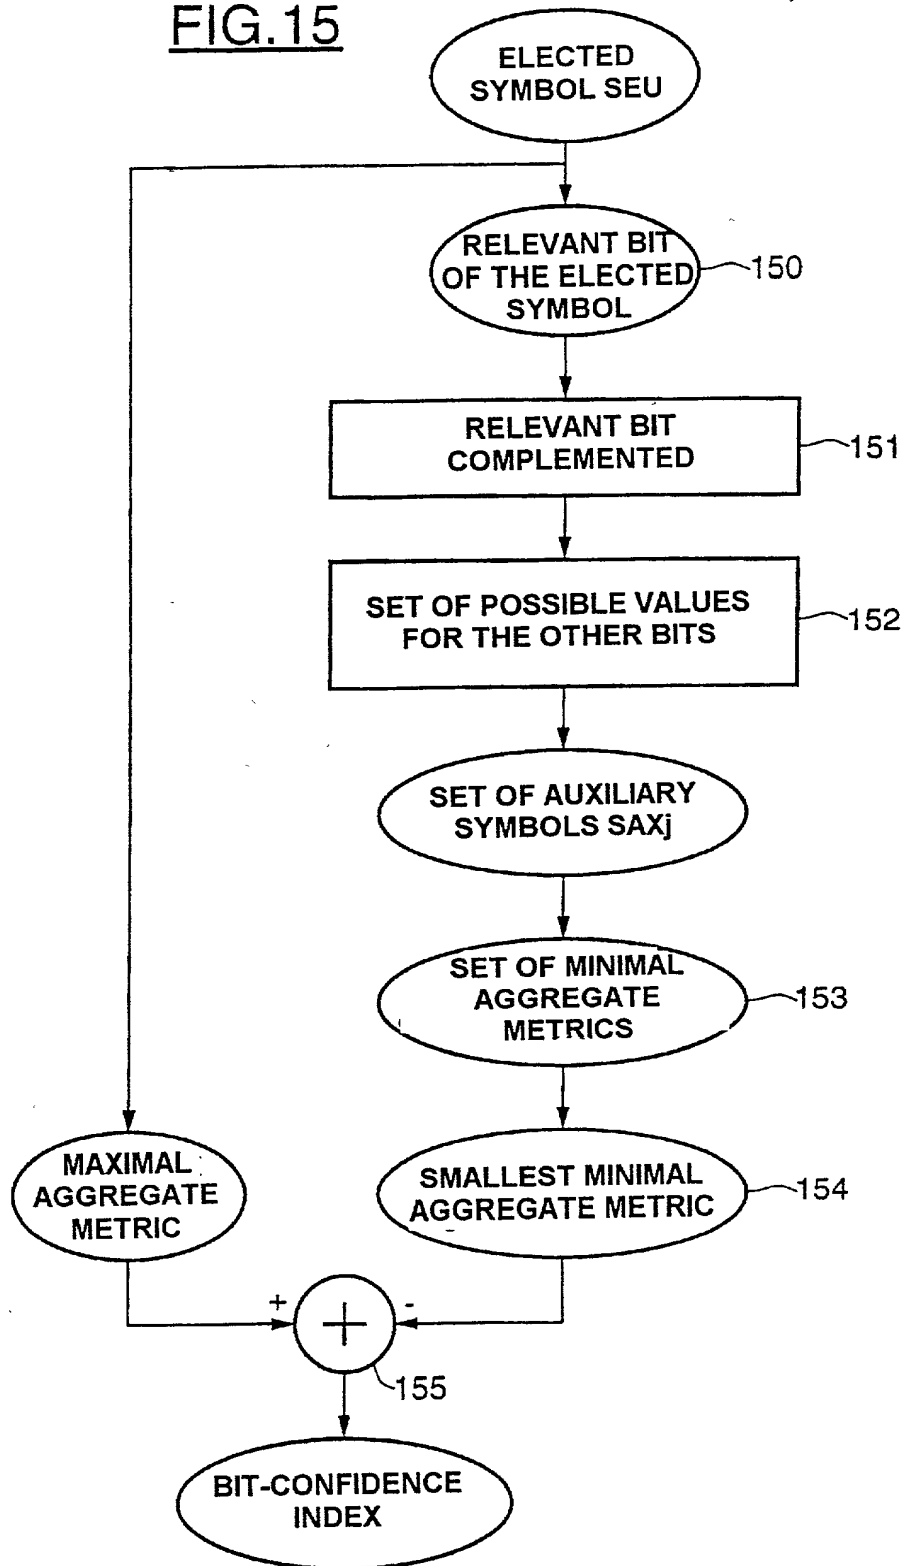 FIG.15
ELECTED
SYMBOL SEU
RELEVANT BIT
OF THE ELECTED
SYMBOL
150
RELEVANT BIT
COMPLEMENTED
151
SET OF POSSIBLE VALUES
FOR THE OTHER BITS
152
SET OF AUXILIARY
SYMBOLS SAXj
SET OF MINIMAL
AGGREGATE
METRICS
153
MAXIMAL
AGGREGATE
METRIC
SMALLEST MINIMAL
AGGREGATE METRIC
154
+
-
+
155
BIT-CONFIDENCE
INDEX